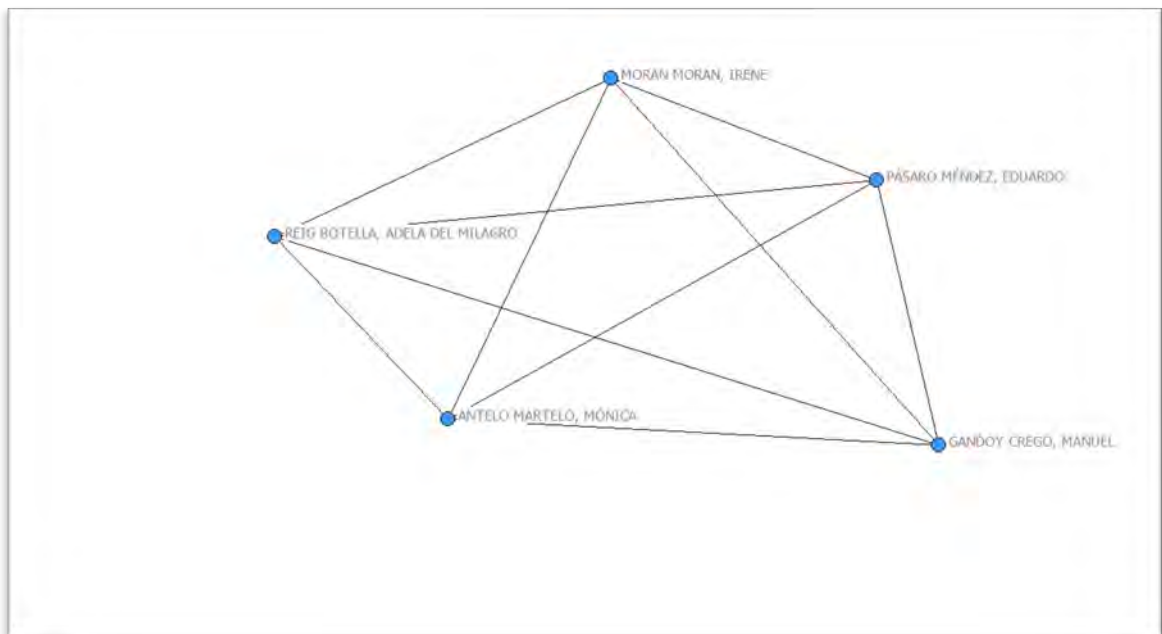 MORAN MORAN, IRENE
PÁSARO MÉNDEZ, EDUARDO
REIG BOTELLA, ADELA DEL MILAGRO
ANTELO MARTELO, MÓNICA
GANDOY CREGO, MANUEL